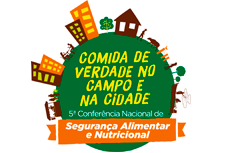 COMIDA DE
VERDADE NO
CAMPO E
NA CIDADE
5ª Conferência Nacional de
Segurança Alimentar
e Nutricional